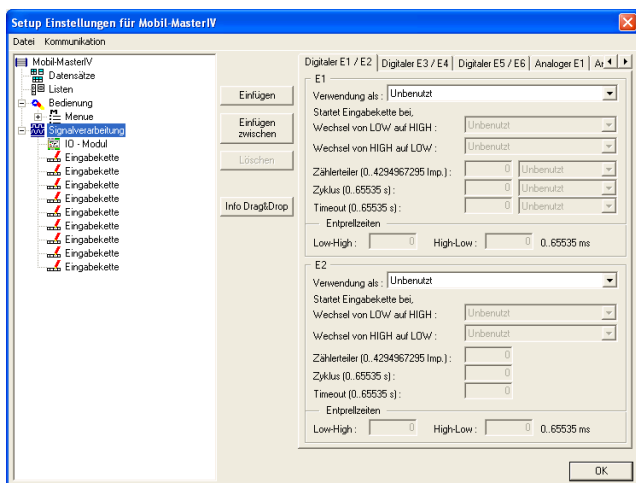 Setup Einstellungen für Mobil-MasterIV
Datei Kommunikation
Mobil-MasterIV
Datensätze
Listen
Bedienung
Menue
Signalverarbeitung
IO - Modul
Eingabekette
Eingabekette
Eingabekette
Eingabekette
Eingabekette
Eingabekette
Eingabekette
Eingabekette
Einfügen
Einfügen
zwischen
Löschen
Info Drag&Drop
Digitaler E1 / E2 Digitaler E3 / E4 Digitaler E5 / E6 Analoger E1
E1
Verwendung als : Unbenutzt
Startet Eingabekette bei,
Wechsel von LOW auf HIGH : Unbenutzt
Wechsel von HIGH auf LOW : Unbenutzt
Zählerteiler (0..4294967295 Imp.) : 0 Unbenutzt
Zyklus (0..65535 s) : 0 Unbenutzt
Timeout (0..65535 s) : 0 Unbenutzt
Entprellzeiten
Low-High : 0 High-Low : 0 0..65535 ms
E2
Verwendung als : Unbenutzt
Startet Eingabekette bei,
Wechsel von LOW auf HIGH : Unbenutzt
Wechsel von HIGH auf LOW : Unbenutzt
Zählerteiler (0..4294967295 Imp.) : 0
Zyklus (0..65535 s) : 0
Timeout (0..65535 s) : 0
Entprellzeiten
Low-High : 0 High-Low : 0 0..65535 ms
OK